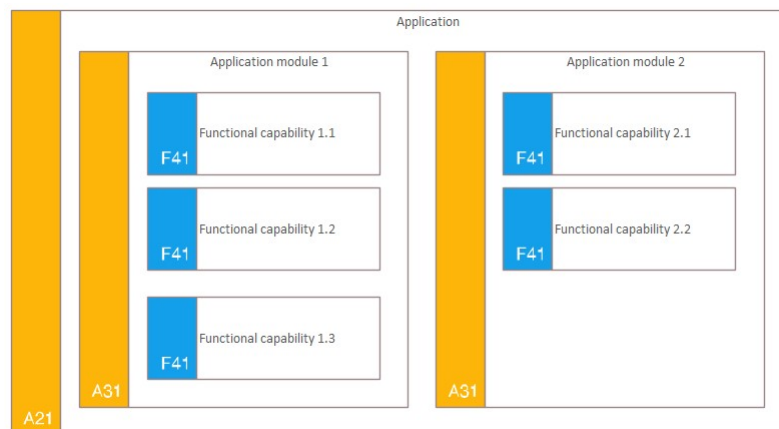 Application
Application module 1
Functional capability 1.1
F41
Functional capability 1.2
F41
Functional capability 1.3
F41
A31
Application module 2
Functional capability 2.1
F41
Functional capability 2.2
F41
A31
A21